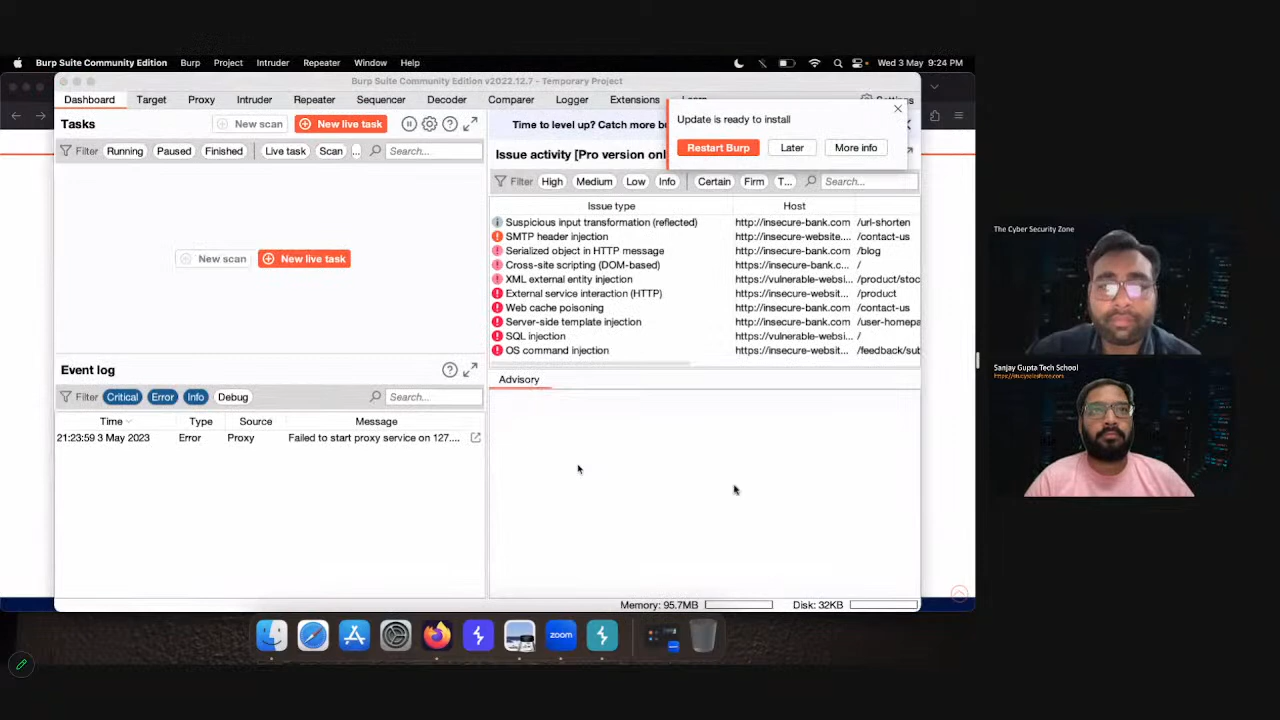 Burp Suite Community Edition Burp Project Intruder Repeater Window Help Wed 3 May 9:24 PM
Burp Suite Community Edition v2022.12.7 - Temporary Project
Dashboard Target Proxy Intruder Repeater Sequencer Decoder Comparer Logger Extensions Learn Settings
Update is ready to install
Restart Burp Later More info
Tasks New scan New live task
Filter Running Paused Finished Live task Scan ... Search...
New scan New live task
Time to level up? Catch more
Issue activity [Pro version
Filter High Medium Low Info Certain Firm T... Search...
Issue type Host
Suspicious input transformation (reflected) http://insecure-bank.com /url-shorten
SMTP header injection http://insecure-website.... /contact-us
Serialized object in HTTP message http://insecure-bank.com /blog
Cross-site scripting (DOM-based) https://insecure-bank.c... /
XML external entity injection https://vulnerable-websi... /product/stoc
External service interaction (HTTP) https://insecure-websit... /product
Web cache poisoning http://insecure-bank.com /contact-us
Server-side template injection http://insecure-bank.com /user-homepa
SQL injection https://vulnerable-websi... /
OS command injection https://insecure-websit... /feedback/sub
Event log
Filter Critical Error Info Debug Search...
Time Type Source Message
21:23:59 3 May 2023 Error Proxy Failed to start proxy service on 127....
Advisory
Memory: 95.7MB Disk: 32KB
zoom
The Cyber Security Zone
Sanjay Gupta Tech School
https://studysalesforce.com